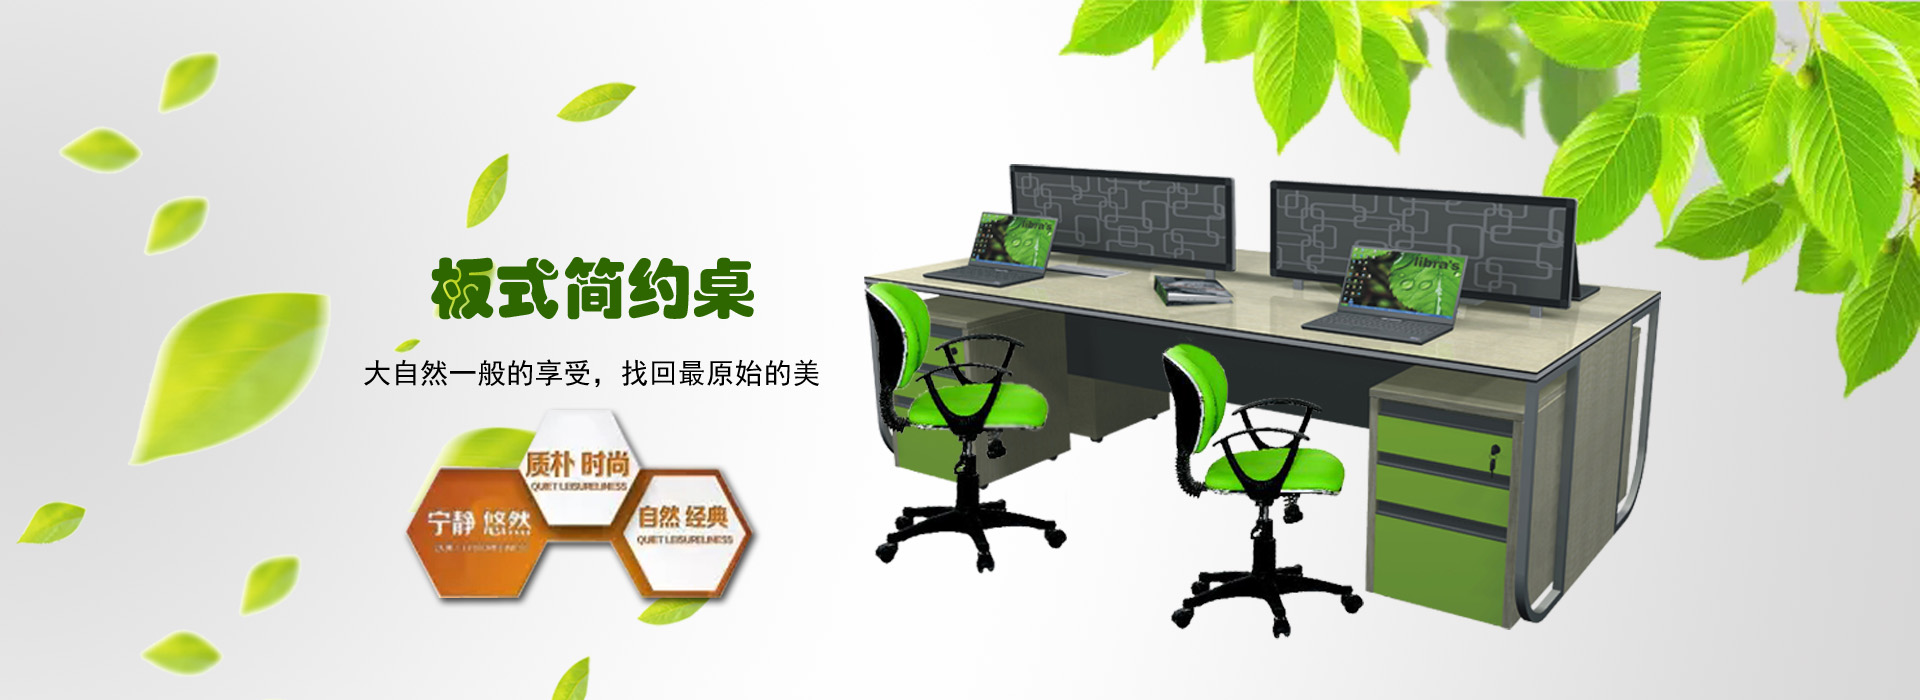 板式简约桌
大自然一般的享受，找回最原始的美
质朴 时尚
QUIET LEISURELINESS
宁静 悠然
QUIET LEISURELINESS
自然 经典
QUIET LEISURELINESS
libra's
libra's